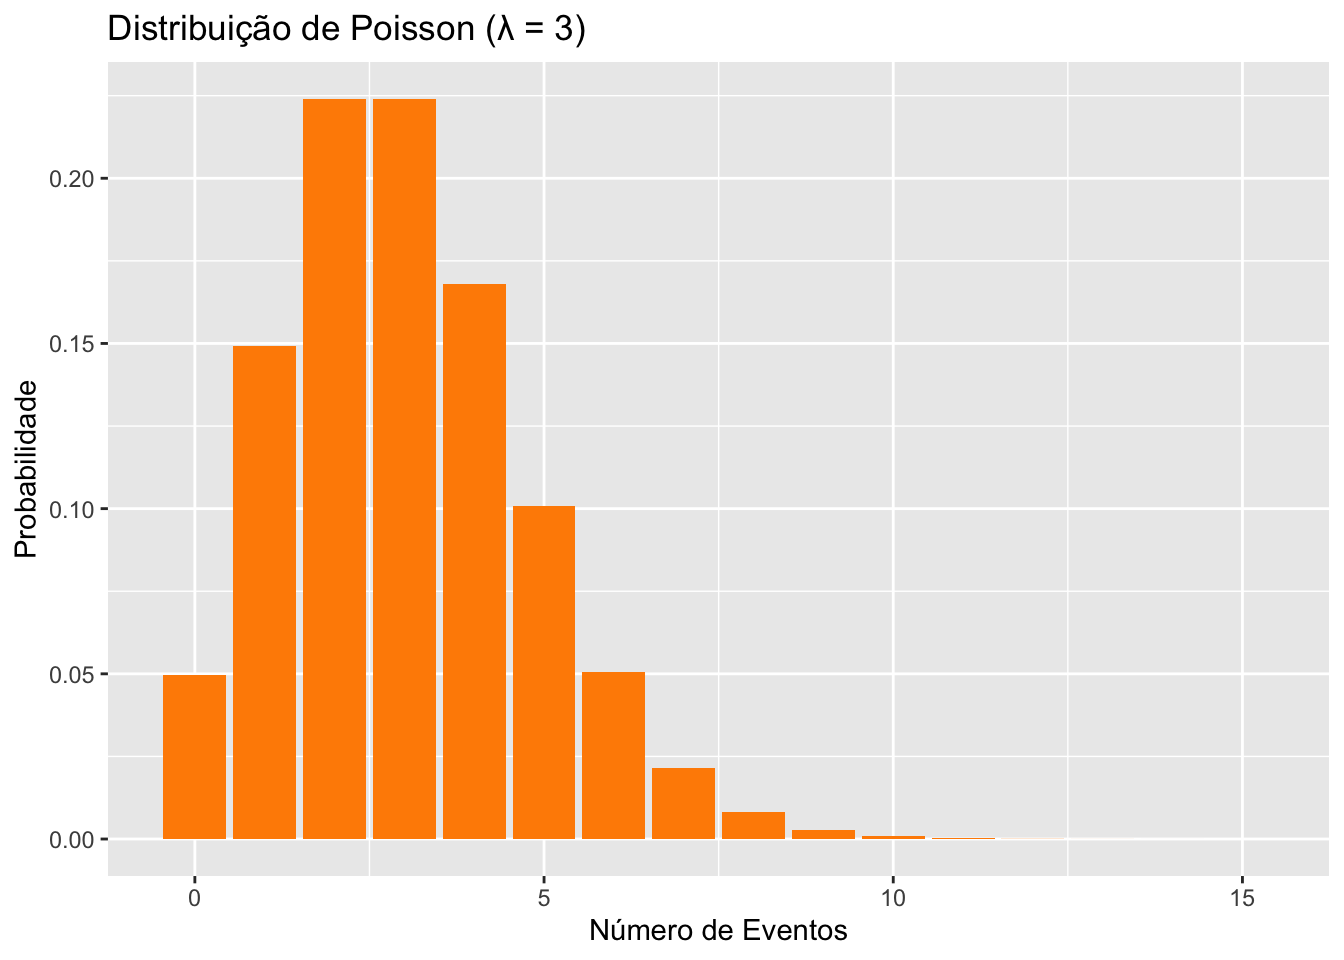 Distribuição de Poisson (λ = 3)
Probabilidade
0.20
0.15
0.10
0.05
0.00
0 5 10 15
Número de Eventos